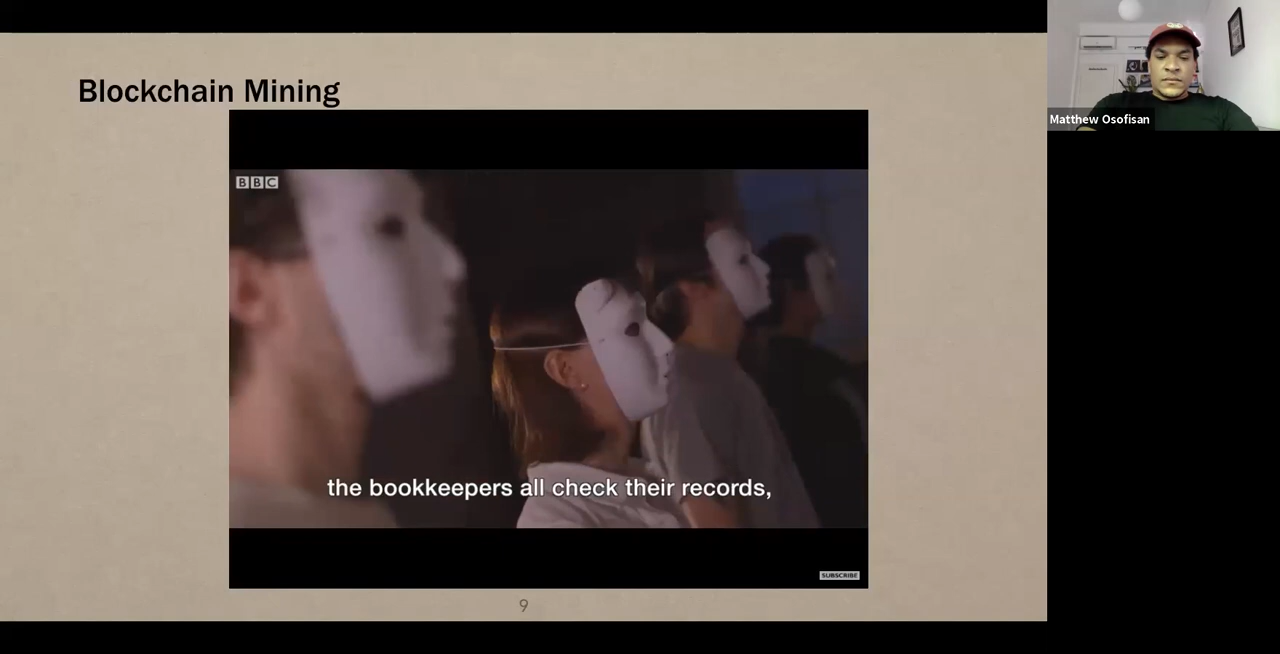 Blockchain Mining
BBC
the bookkeepers all check their records,
SUBSCRIBE
9
Matthew Osofisan